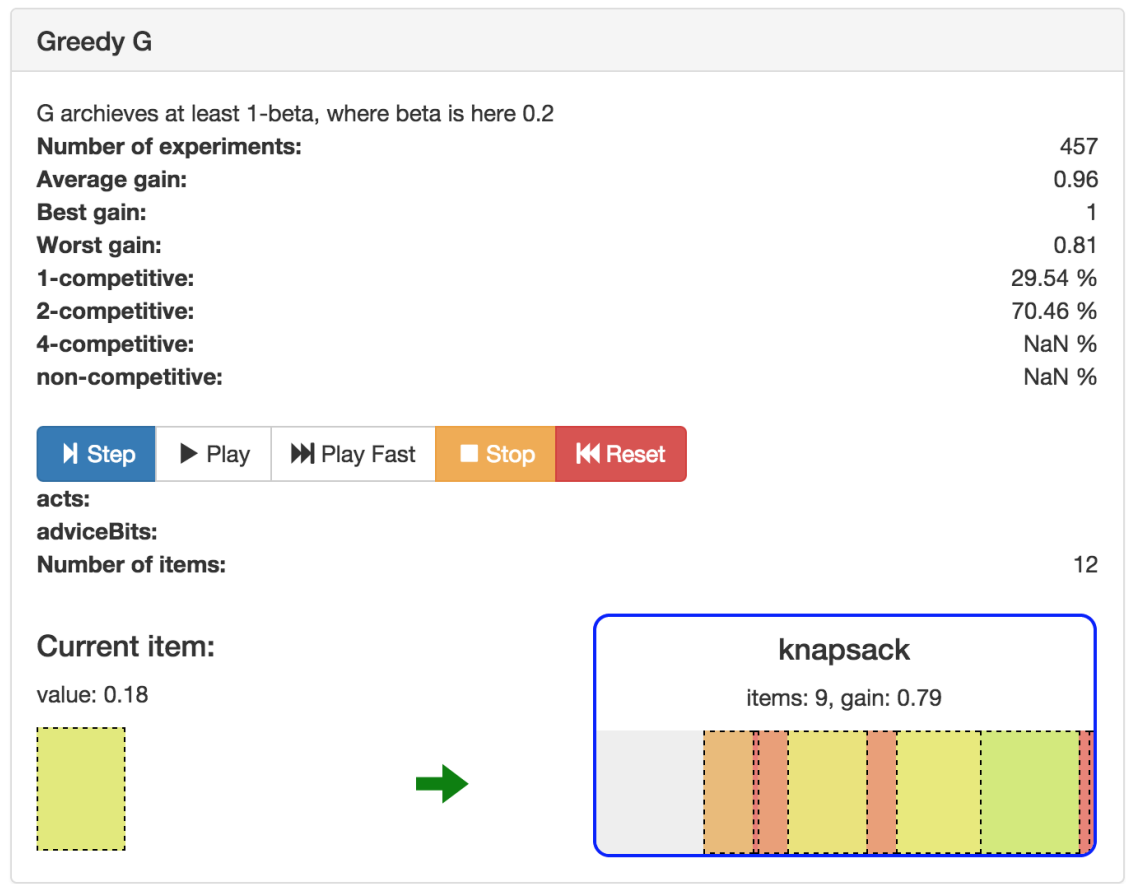 Greedy G
G archieves at least 1-beta, where beta is here 0.2
Number of experiments: 457
Average gain: 0.96
Best gain: 1
Worst gain: 0.81
1-competitive: 29.54 %
2-competitive: 70.46 %
4-competitive: NaN %
non-competitive: NaN %
Step Play Play Fast Stop Reset
acts:
adviceBits:
Number of items: 12
Current item:
value: 0.18
knapsack
items: 9, gain: 0.79